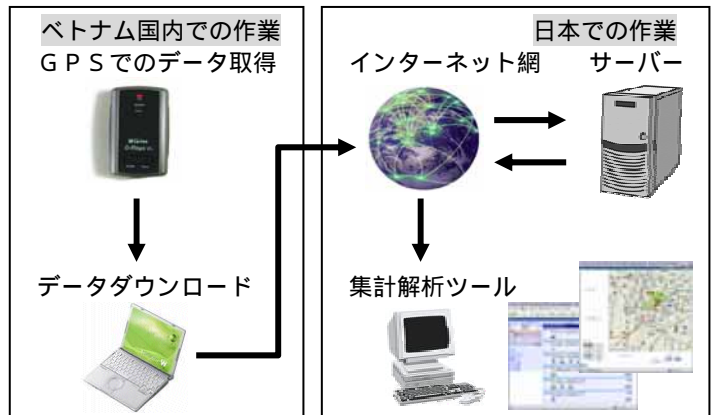 ベトナム国内での作業
ＧＰＳでのデータ取得
データダウンロード
日本での作業
インターネット網
サーバー
集計解析ツール